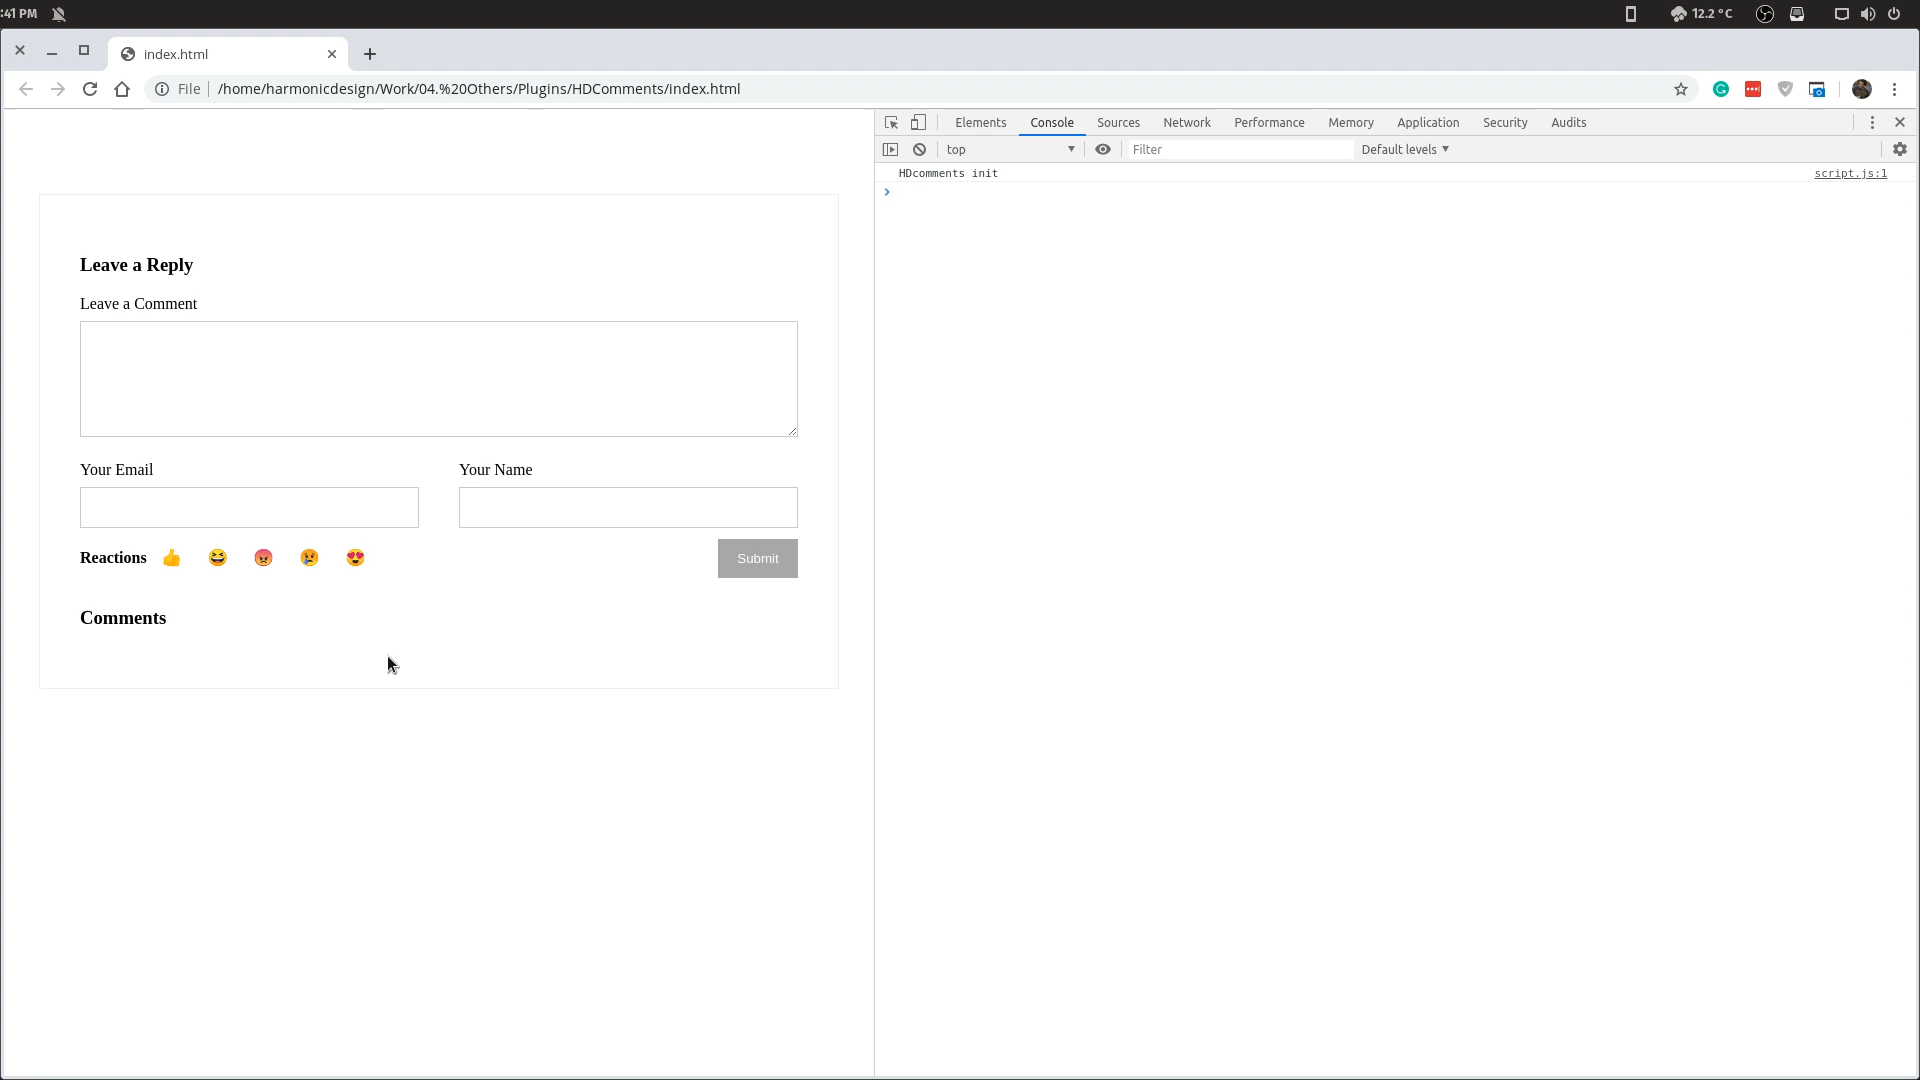 :41 PM
12.2 °C
index.html
File
/home/harmonicdesign/Work/04.%20Others/Plugins/HDComments/index.html
Elements Console Sources Network Performance Memory Application Security Audits
top Filter Default levels
HDcomments init script.js:1
Leave a Reply
Leave a Comment
Your Email Your Name
Reactions 👍 😆 😡 😢 😍 Submit
Comments